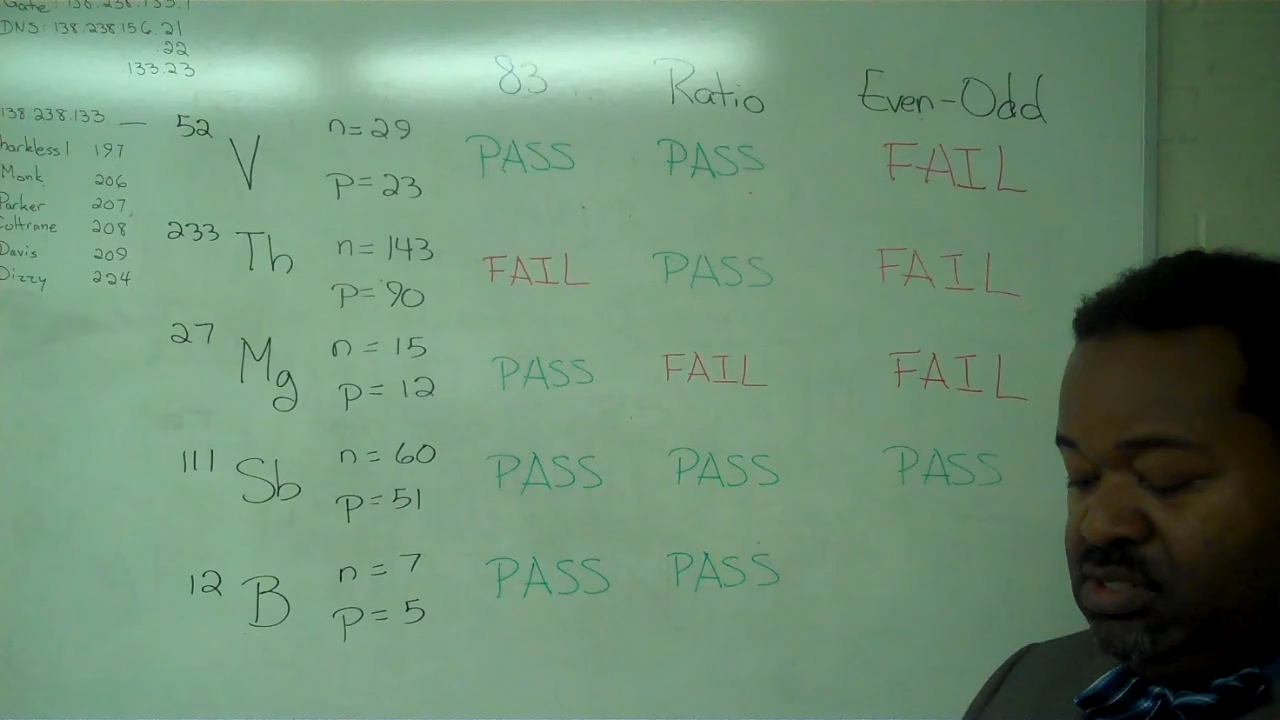 Gate: 138.238.133.1
DNS: 138.238.156.21
.22
133.23
138.238.133
harkless1 197
Monk 206
Parker 207
Coltrane 208
Davis 209
Dizzy 224
83 Ratio Even-Odd
52 V n=29 p=23 PASS PASS FAIL
233 Th n=143 p=90 FAIL PASS FAIL
27 Mg n=15 p=12 PASS FAIL FAIL
111 Sb n=60 p=51 PASS PASS PASS
12 B n=7 p=5 PASS PASS